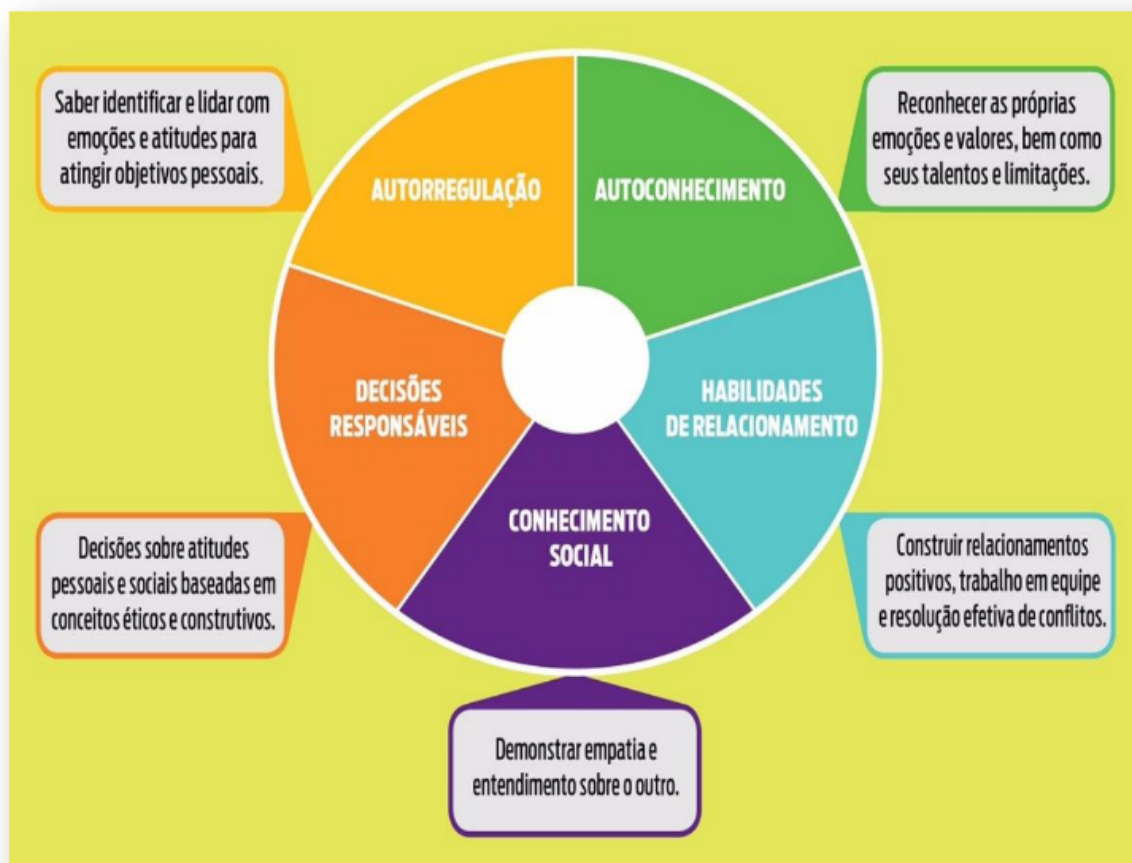 Saber identificar e lidar com
emoções e atitudes para
atingir objetivos pessoais.
AUTORREGULAÇÃO
AUTOCONHECIMENTO
Reconhecer as próprias
emoções e valores, bem como
seus talentos e limitações.
DECISÕES
RESPONSÁVEIS
HABILIDADES
DE RELACIONAMENTO
CONHECIMENTO
SOCIAL
Decisões sobre atitudes
pessoais e sociais baseadas em
conceitos éticos e construtivos.
Construir relacionamentos
positivos, trabalho em equipe
e resolução efetiva de conflitos.
Demonstrar empatia e
entendimento sobre o outro.